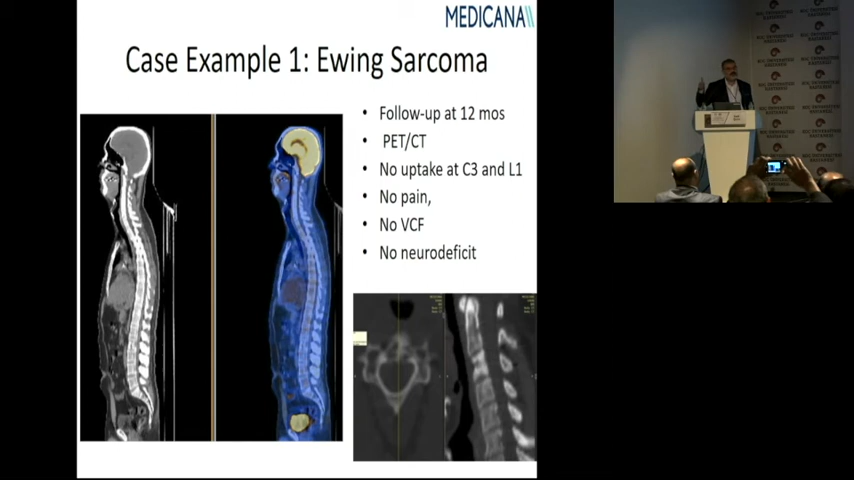 MEDICANA
Case Example 1: Ewing Sarcoma
• Follow-up at 12 mos
• PET/CT
• No uptake at C3 and L1
• No pain,
• No VCF
• No neurodeficit